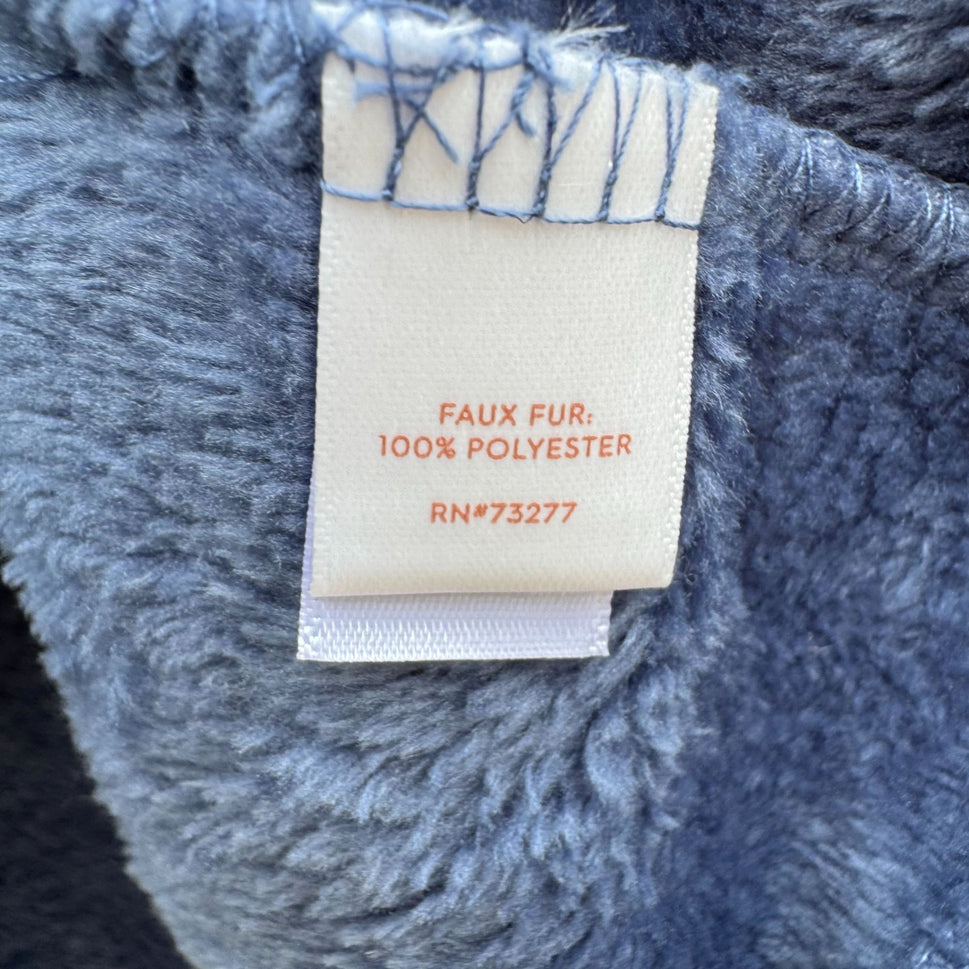 FAUX FUR:
100% POLYESTER
RN#73277